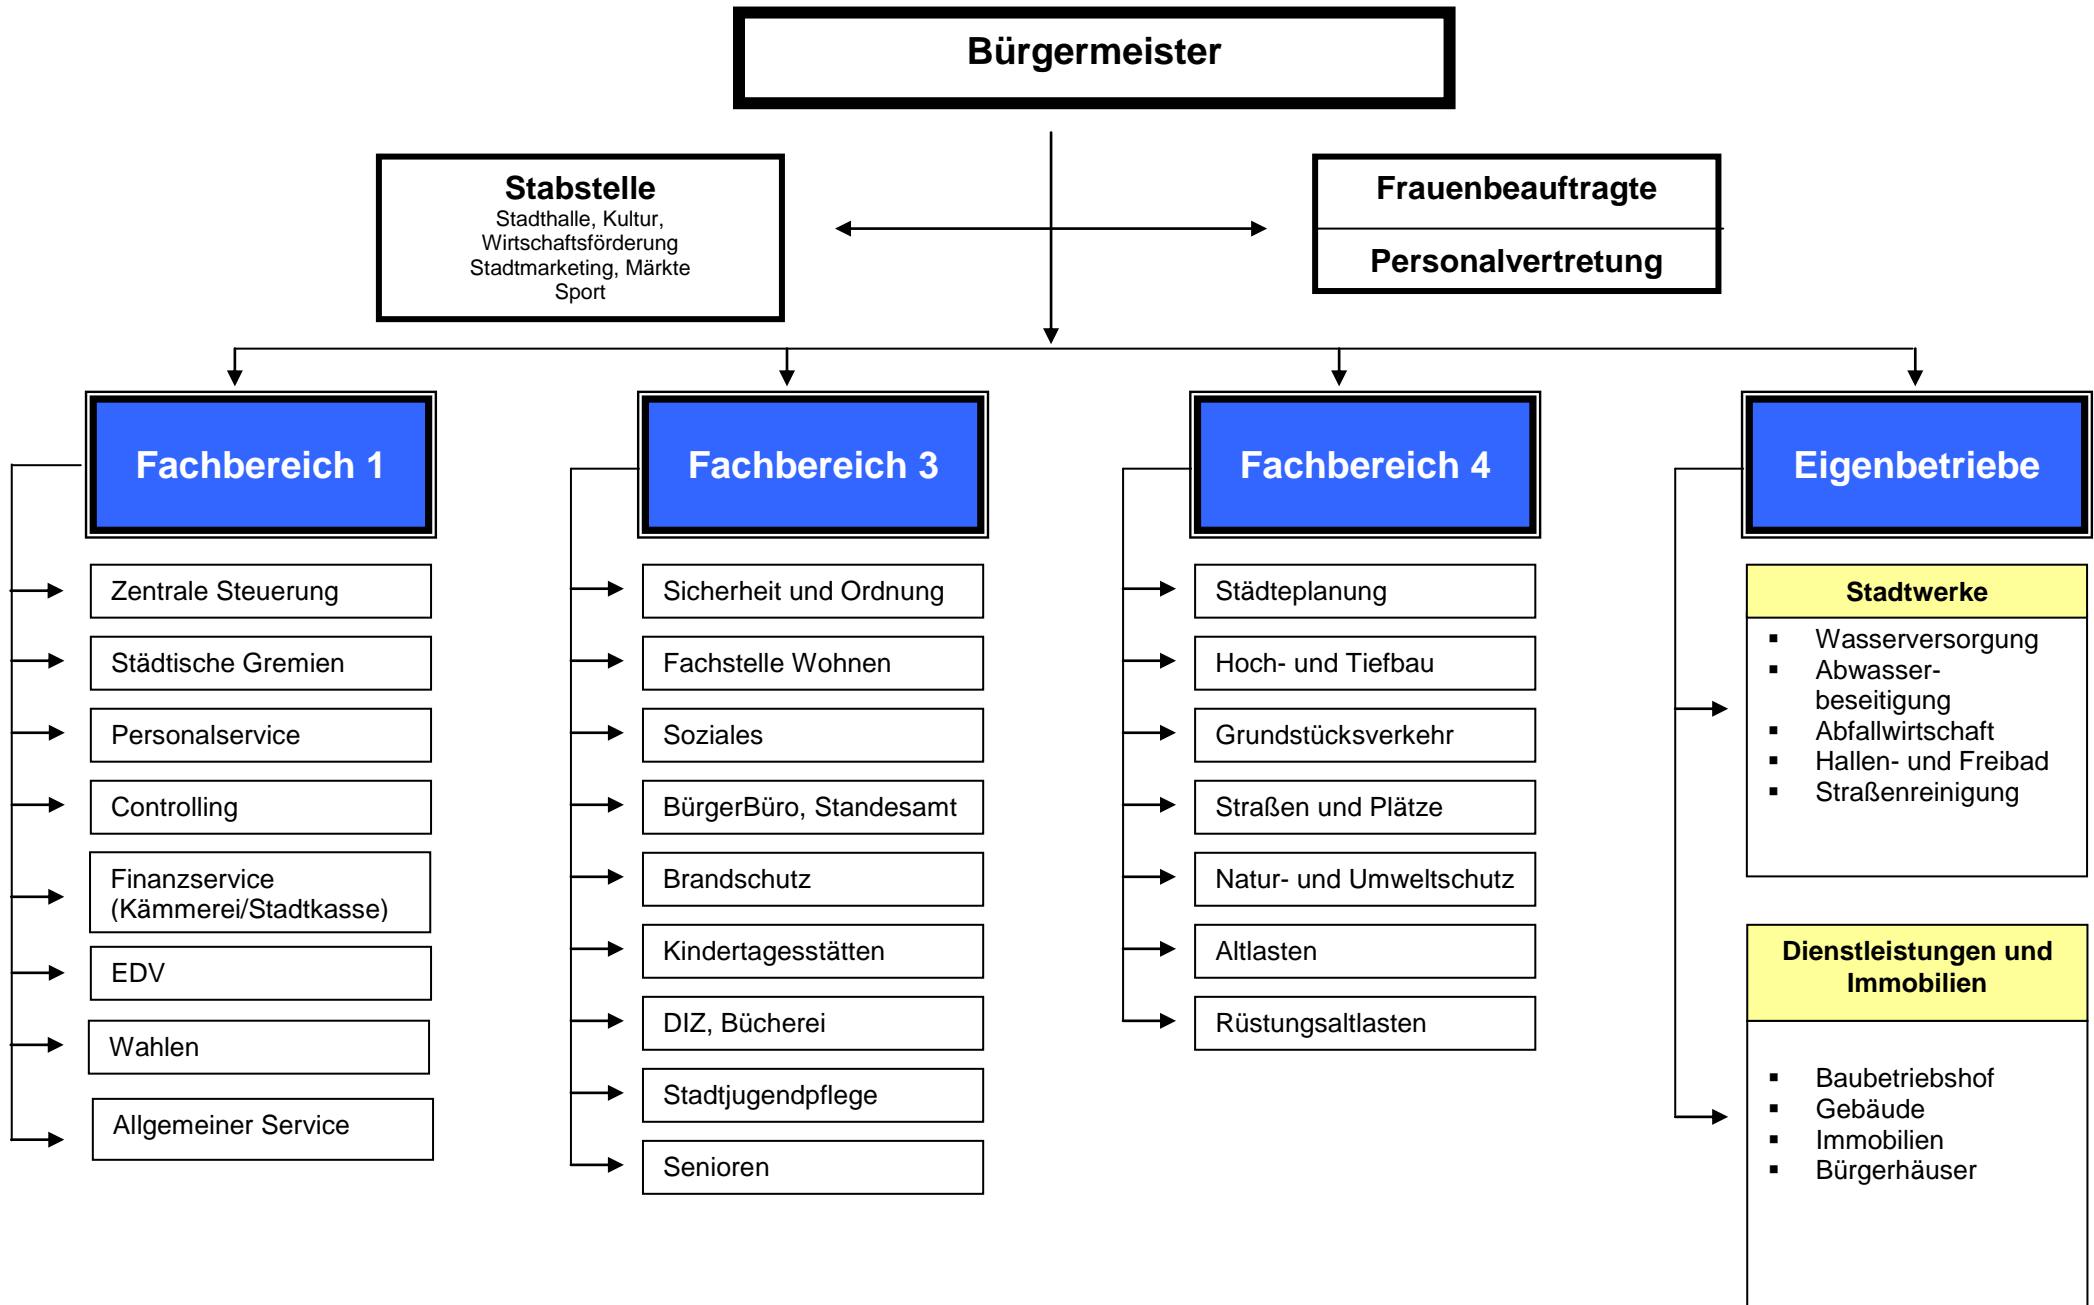 Bürgermeister
Stabstelle
Stadthalle, Kultur,
Wirtschaftsförderung
Stadtmarketing, Märkte
Sport
Frauenbeauftragte
Personalvertretung
Fachbereich 1
Zentrale Steuerung
Städtische Gremien
Personalservice
Controlling
Finanzservice
(Kämmerei/Stadtkasse)
EDV
Wahlen
Allgemeiner Service
Fachbereich 3
Sicherheit und Ordnung
Fachstelle Wohnen
Soziales
BürgerBüro, Standesamt
Brandschutz
Kindertagesstätten
DIZ, Bücherei
Stadtjugendpflege
Senioren
Fachbereich 4
Städteplanung
Hoch- und Tiefbau
Grundstücksverkehr
Straßen und Plätze
Natur- und Umweltschutz
Altlasten
Rüstungsaltlasten
Eigenbetriebe
Stadtwerke
▪ Wasserversorgung
▪ Abwasser-
beseitigung
▪ Abfallwirtschaft
▪ Hallen- und Freibad
▪ Straßenreinigung
Dienstleistungen und
Immobilien
▪ Baubetriebshof
▪ Gebäude
▪ Immobilien
▪ Bürgerhäuser